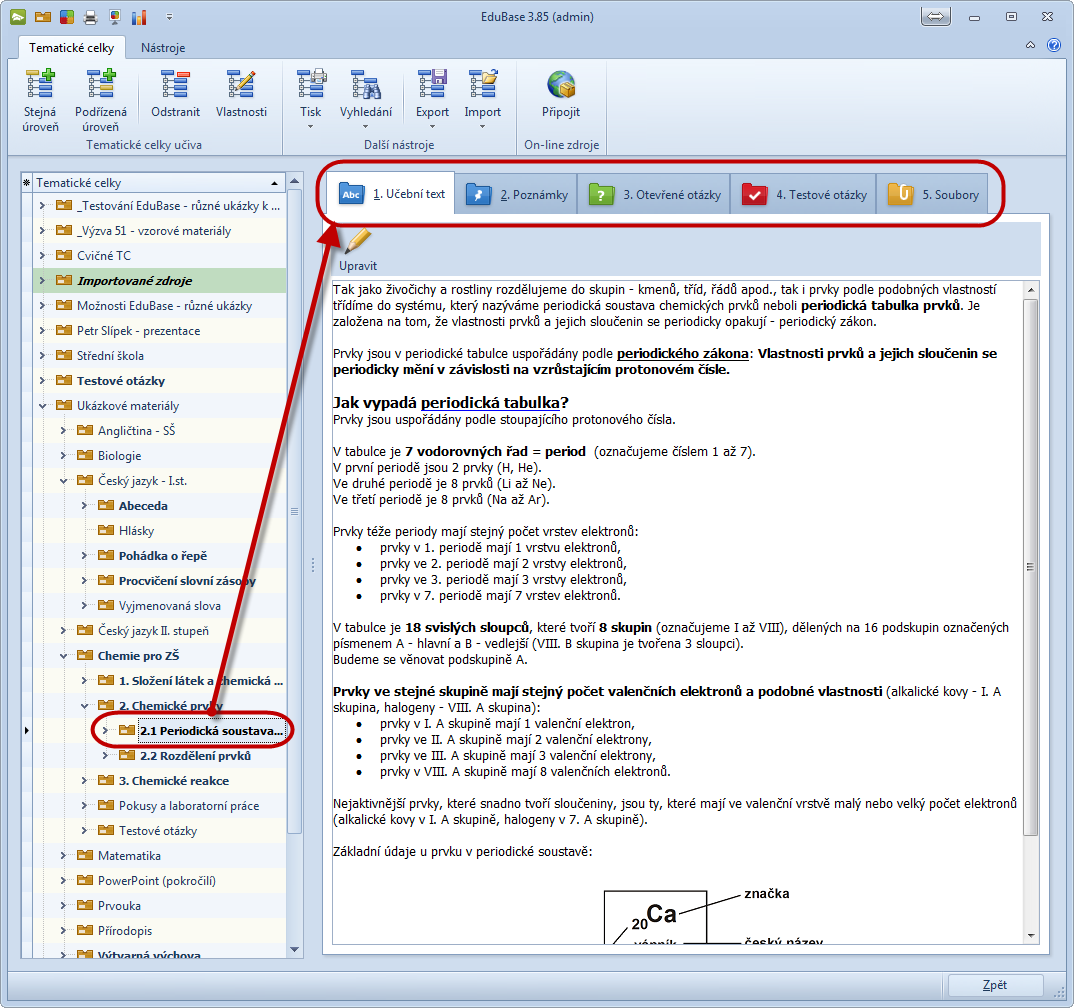 EduBase 3.85 (admin)
Tematické celky
Nástroje
Stejná úroveň
Podřízená úroveň
Odstranit
Vlastnosti
Tisk
Vyhledání
Export
Import
Připojit
Tematické celky učiva
Další nástroje
On-line zdroje
Tematické celky
_Testování EduBase - různé ukázky k ...
_Výzva 51 - vzorové materiály
Cvičné TC
Importované zdroje
Možnosti EduBase - různé ukázky
Petr Slípek - prezentace
Střední škola
Testové otázky
Ukázkové materiály
Angličtina - SŠ
Biologie
Český jazyk - I.st.
Abeceda
Hlásky
Pohádka o řepě
Procvičení slovní zásoby
Vyjmenovaná slova
Český jazyk II. stupeň
Chemie pro ZŠ
1. Složení látek a chemická ...
2. Chemické prvky
2.1 Periodická soustava...
2.2 Rozdělení prvků
3. Chemické reakce
Pokusy a laboratorní práce
Testové otázky
Matematika
PowerPoint (pokročilí)
Prvouka
Přírodopis
Výtvarná výchova
Abc 1. Učební text
2. Poznámky
? 3. Otevřené otázky
4. Testové otázky
5. Soubory
Upravit
Tak jako živočichy a rostliny rozdělujeme do skupin - kmenů, tříd, řádů apod., tak i prvky podle podobných vlastností
třídíme do systému, který nazýváme periodická soustava chemických prvků neboli periodická tabulka prvků. Je
založena na tom, že vlastnosti prvků a jejich sloučenin se periodicky opakují - periodický zákon.
Prvky jsou v periodické tabulce uspořádány podle periodického zákona: Vlastnosti prvků a jejich sloučenin se
periodicky mění v závislosti na vzrůstajícím protonovém čísle.
Jak vypadá periodická tabulka?
Prvky jsou uspořádány podle stoupajícího protonového čísla.
V tabulce je 7 vodorovných řad = period (označujeme číslem 1 až 7).
V první periodě jsou 2 prvky (H, He).
Ve druhé periodě je 8 prvků (Li až Ne).
Ve třetí periodě je 8 prvků (Na až Ar).
Prvky téže periody mají stejný počet vrstev elektronů:
• prvky v 1. periodě mají 1 vrstvu elektronů,
• prvky ve 2. periodě mají 2 vrstvy elektronů,
• prvky ve 3. periodě mají 3 vrstvy elektronů,
• prvky v 7. periodě mají 7 vrstev elektronů.
V tabulce je 18 svislých sloupců, které tvoří 8 skupin (označujeme I až VIII), dělených na 16 podskupin označených
písmenem A - hlavní a B - vedlejší (VIII. B skupina je tvořena 3 sloupci).
Budeme se věnovat podskupině A.
Prvky ve stejné skupině mají stejný počet valenčních elektronů a podobné vlastnosti (alkalické kovy - I. A
skupina, halogeny - VIII. A skupina):
• prvky v I. A skupině mají 1 valenční elektron,
• prvky ve II. A skupině mají 2 valenční elektrony,
• prvky ve III. A skupině mají 3 valenční elektrony,
• prvky v VIII. A skupině mají 8 valenčních elektronů.
Nejaktivnější prvky, které snadno tvoří sloučeniny, jsou ty, které mají ve valenční vrstvě malý nebo velký počet elektronů
(alkalické kovy v I. A skupině, halogeny v 7. A skupině).
Základní údaje u prvku v periodické soustavě:
značka
20Ca
vápník
český název
Zpět